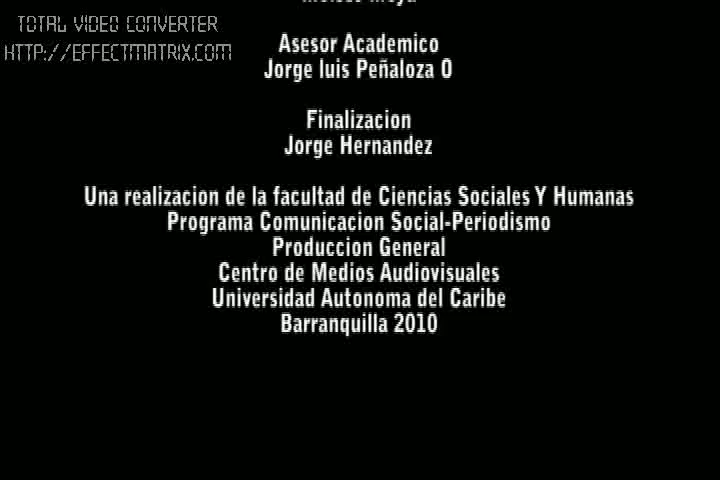 TOTAL VIDEO CONVERTER
HTTP://EFFECTMATRIX.COM
Asesor Academico
Jorge luis Peñaloza O
Finalizacion
Jorge Hernandez
Una realizacion de la facultad de Ciencias Sociales Y Humanas
Programa Comunicacion Social-Periodismo
Produccion General
Centro de Medios Audiovisuales
Universidad Autonoma del Caribe
Barranquilla 2010